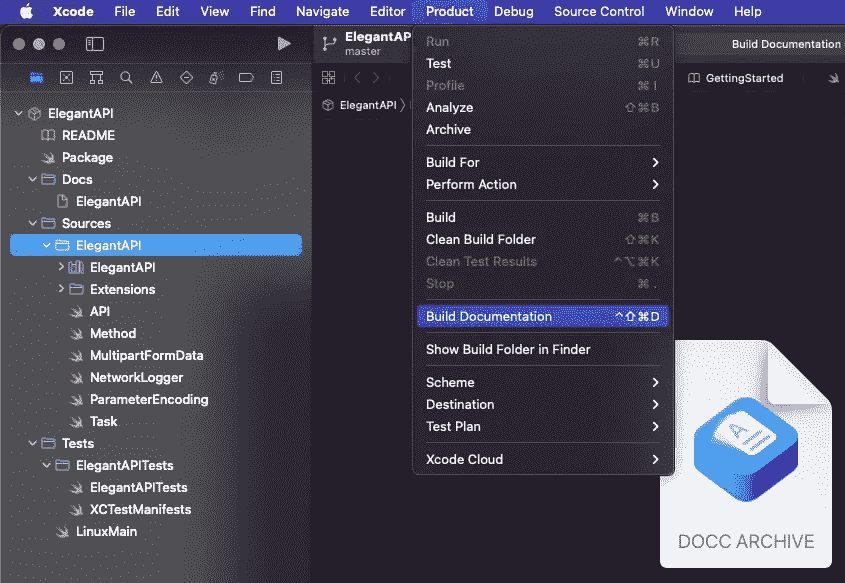 Xcode File Edit View Find Navigate Editor Product Debug Source Control Window Help
ElegantAP
master
Build Documentation
GettingStarted
ElegantAPI
ElegantAPI
README
Package
Docs
ElegantAPI
Sources
ElegantAPI
ElegantAPI
Extensions
API
Method
MultipartFormData
NetworkLogger
ParameterEncoding
Task
Tests
ElegantAPITests
ElegantAPITests
XCTestManifests
LinuxMain
Run ⌘R
Test ⌘U
Profile ⌘I
Analyze ⇧⌘B
Archive
Build For
Perform Action
Build ⌘B
Clean Build Folder ⇧⌘K
Clean Test Results ^⌥⌘K
Stop ⌘.
Build Documentation ^⇧⌘D
Show Build Folder in Finder
Scheme
Destination
Test Plan
Xcode Cloud
A
DOCC ARCHIVE